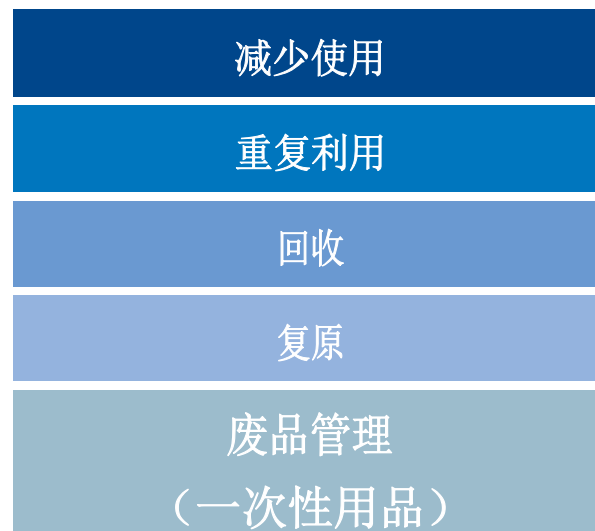 减少使用
重复利用
回收
复原
废品管理
（一次性用品）